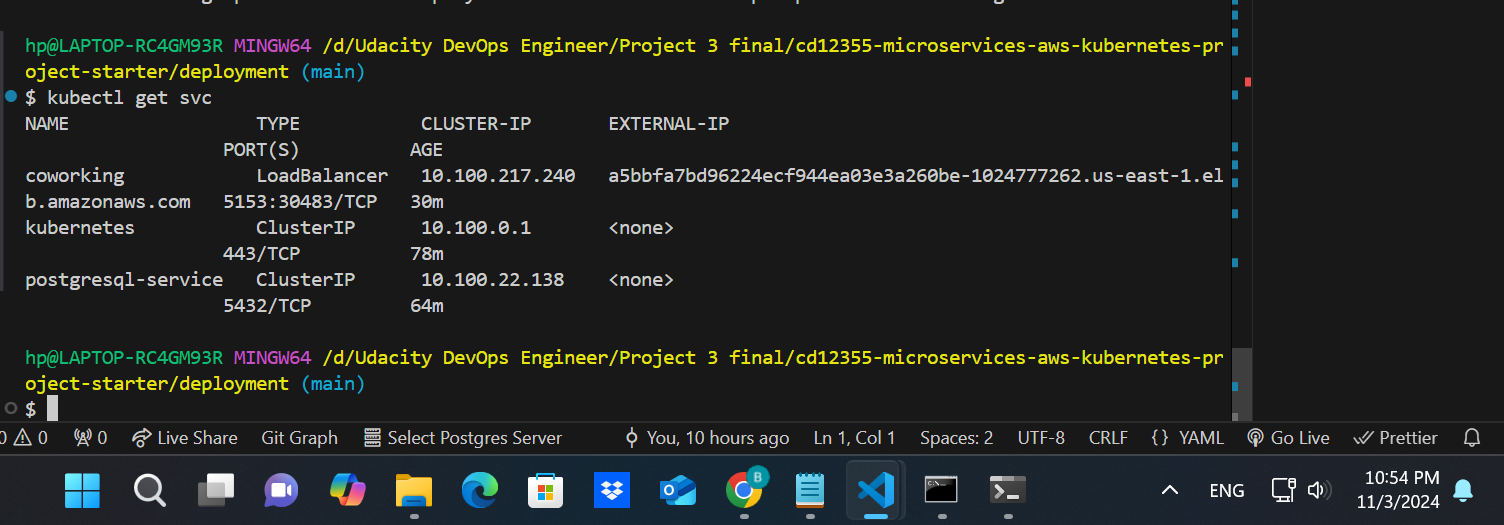 hp@LAPTOP-RC4GM93R MINGW64 /d/Udacity DevOps Engineer/Project 3 final/cd12355-microservices-aws-kubernetes-pr
oject-starter/deployment (main)
$ kubectl get svc
NAME                 TYPE           CLUSTER-IP       EXTERNAL-IP
                  PORT(S)          AGE
coworking            LoadBalancer   10.100.217.240   a5bbfa7bd96224ecf944ea03e3a260be-1024777262.us-east-1.el
b.amazonaws.com   5153:30483/TCP   30m
kubernetes           ClusterIP      10.100.0.1       <none>
                  443/TCP          78m
postgresql-service   ClusterIP      10.100.22.138    <none>
                  5432/TCP         64m
hp@LAPTOP-RC4GM93R MINGW64 /d/Udacity DevOps Engineer/Project 3 final/cd12355-microservices-aws-kubernetes-pr
oject-starter/deployment (main)
$
0 0 0 Live Share Git Graph Select Postgres Server You, 10 hours ago Ln 1, Col 1 Spaces: 2 UTF-8 CRLF {} YAML Go Live Prettier
B
ENG
10:54 PM
11/3/2024